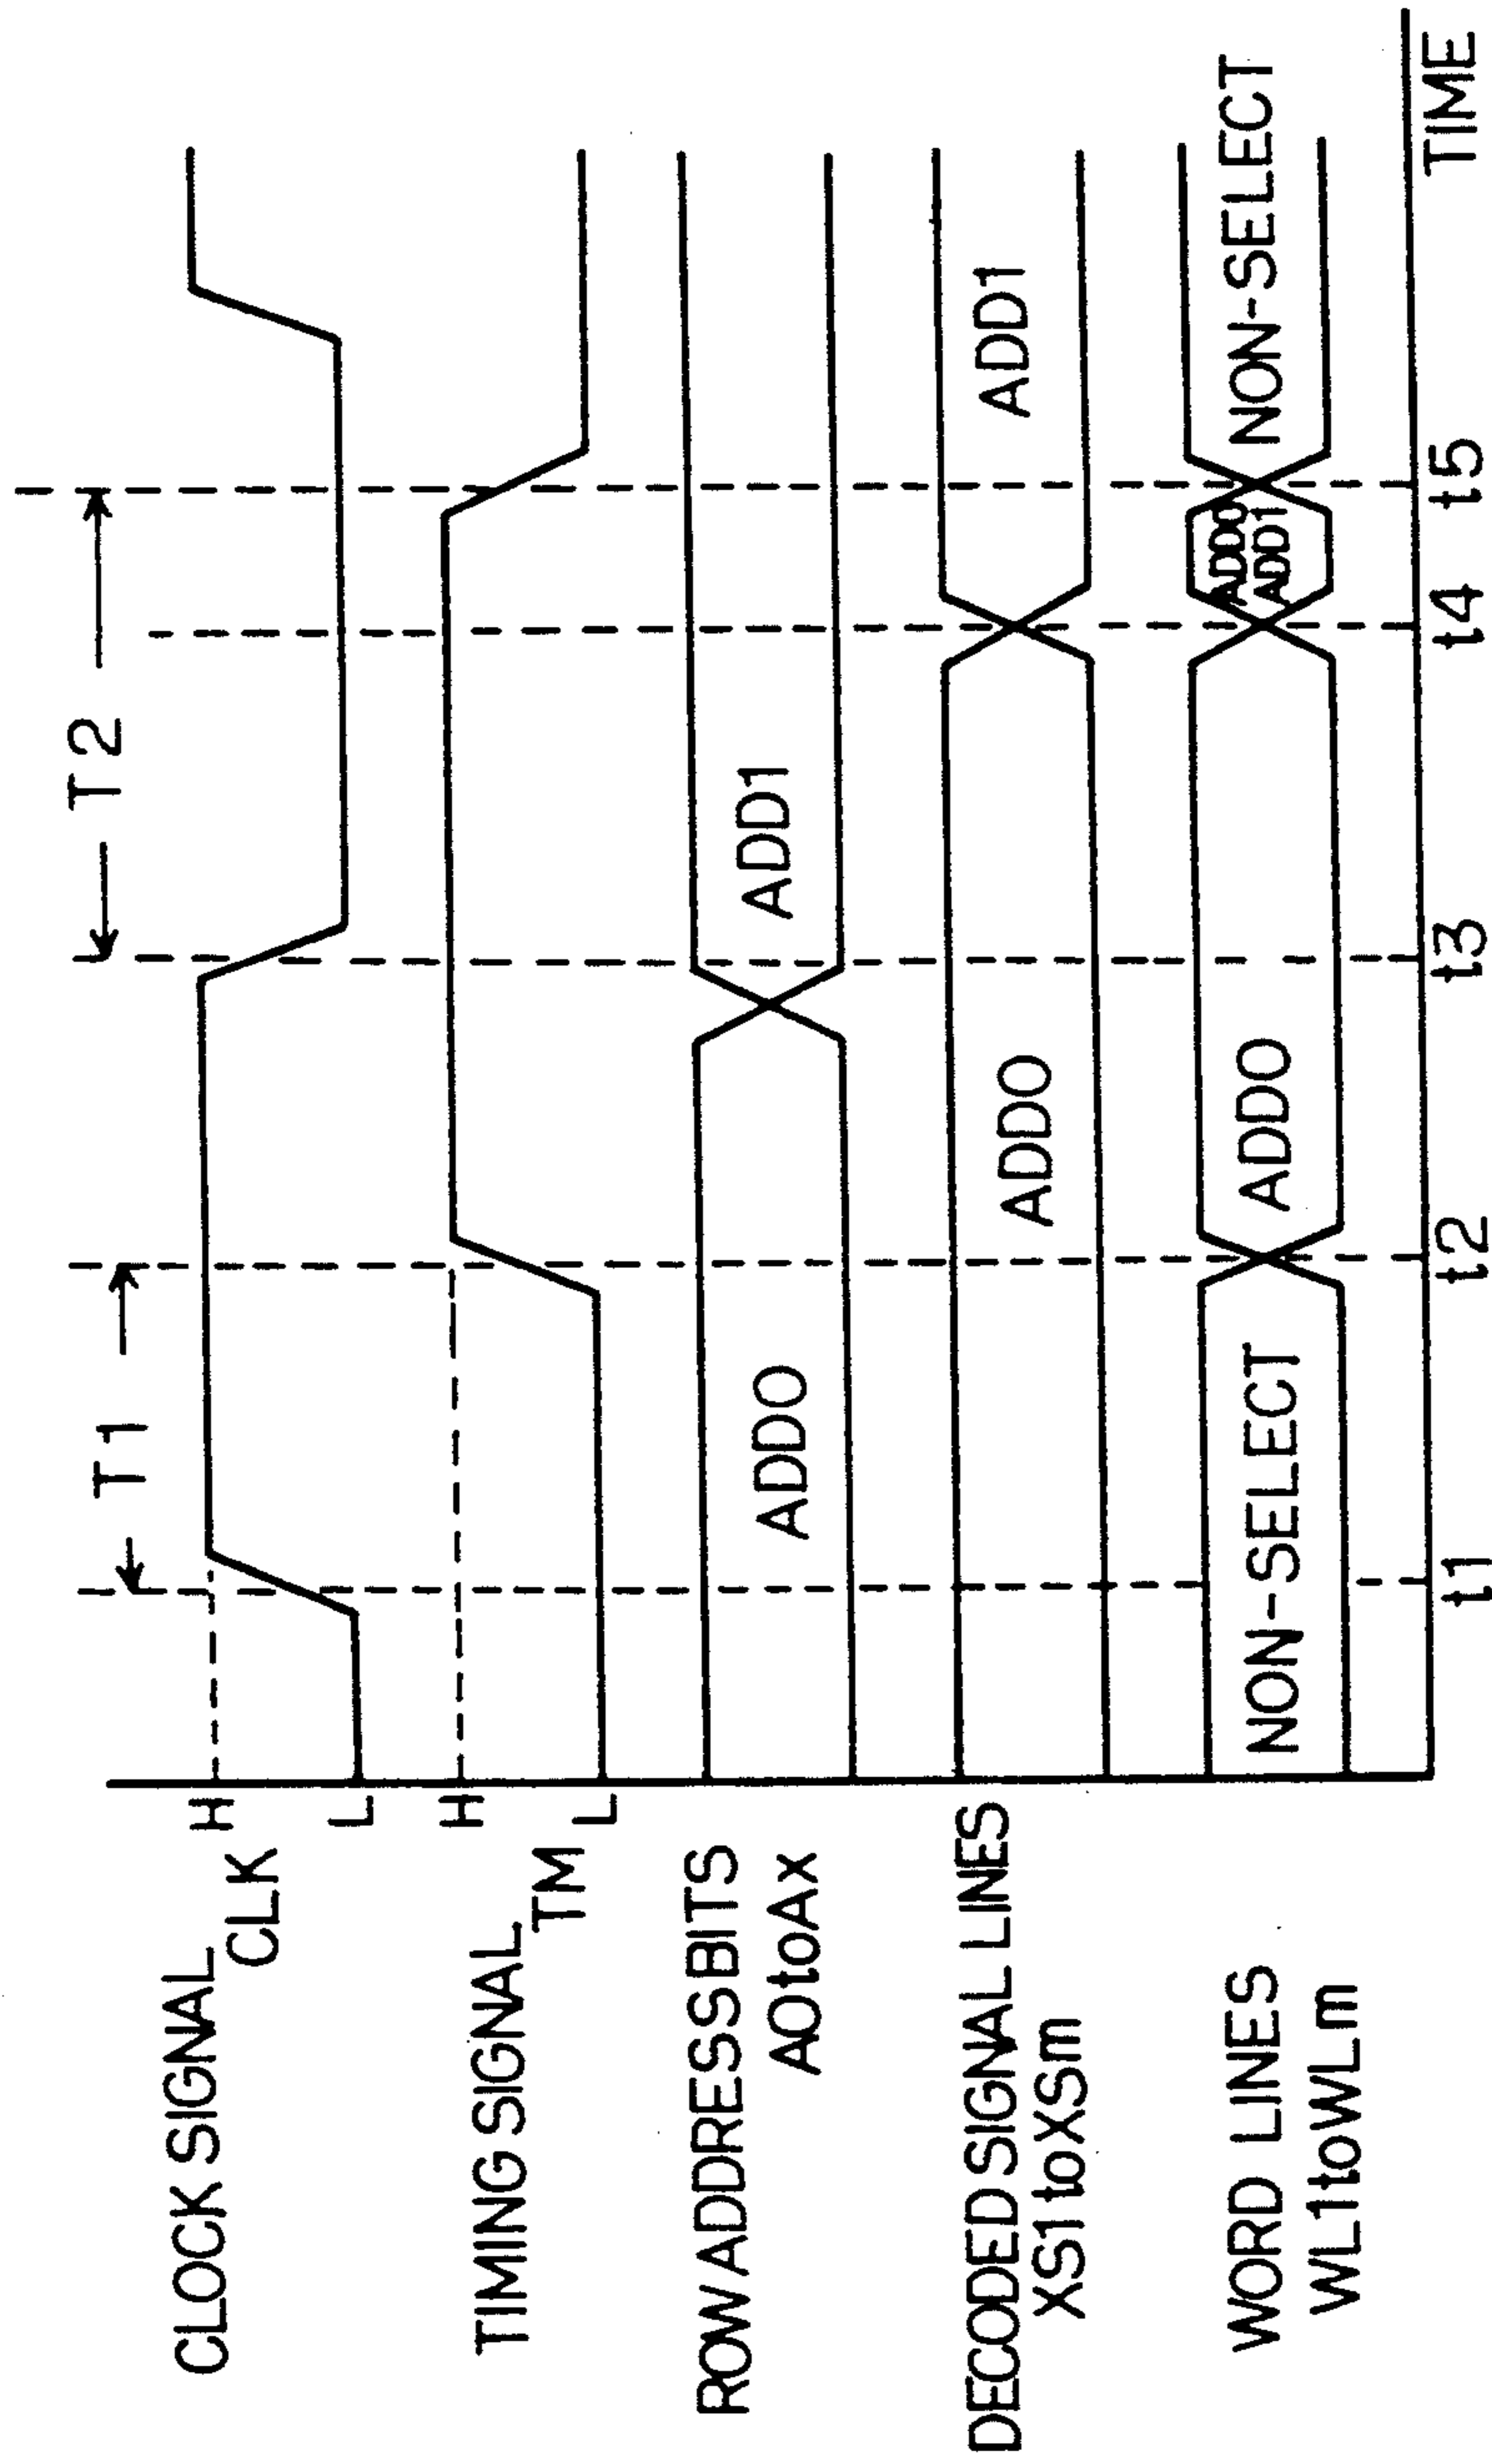 T1
T2
CLOCK SIGNAL
CLK
H
L
TIMING SIGNAL
TM
H
L
ROW ADDRESS BITS
A0 to Ax
ADD0
ADD1
DECODED SIGNAL LINES
XS1 to XSm
ADD0
ADD1
WORD LINES
WL1 to WLm
NON-SELECT
ADD0
ADD0
ADD1
NON-SELECT
t1
t2
t3
t4
t5
TIME